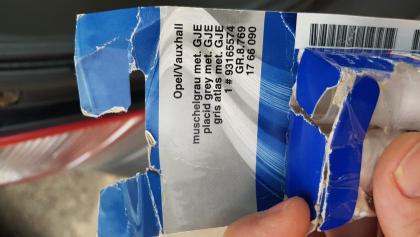 Opel/Vauxhall
muschelgrau met. GJE
placid grey met. GJE
gris atlas met. GJE
1 # 93165574
GR.8.769
17 66 090